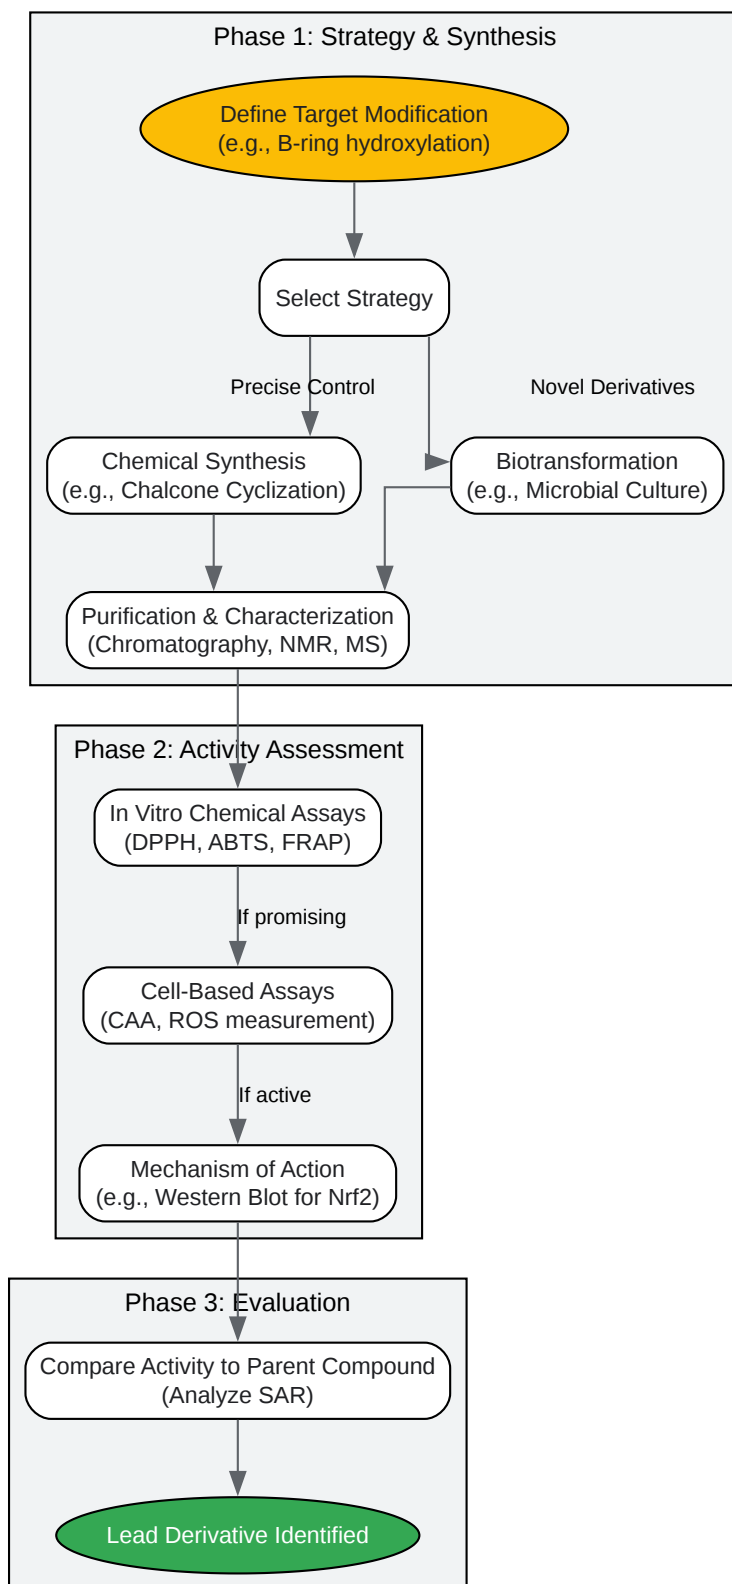 Phase 1: Strategy & Synthesis
Define Target Modification
(e.g., B-ring hydroxylation)
Select Strategy
Precise Control
Novel Derivatives
Chemical Synthesis
(e.g., Chalcone Cyclization)
Biotransformation
(e.g., Microbial Culture)
Purification & Characterization
(Chromatography, NMR, MS)
Phase 2: Activity Assessment
In Vitro Chemical Assays
(DPPH, ABTS, FRAP)
If promising
Cell-Based Assays
(CAA, ROS measurement)
If active
Mechanism of Action
(e.g., Western Blot for Nrf2)
Phase 3: Evaluation
Compare Activity to Parent Compound
(Analyze SAR)
Lead Derivative Identified